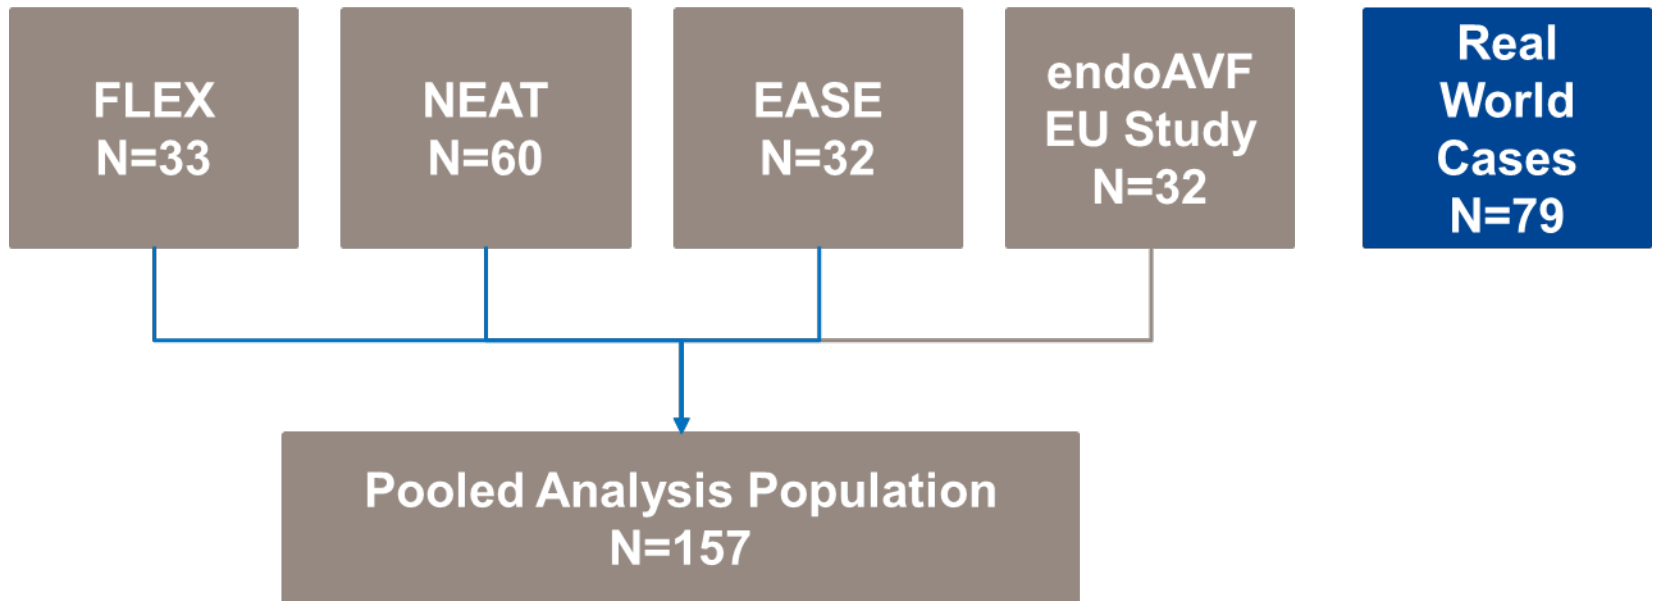 FLEX
N=33
NEAT
N=60
EASE
N=32
endoAVF
EU Study
N=32
Real
World
Cases
N=79
Pooled Analysis Population
N=157